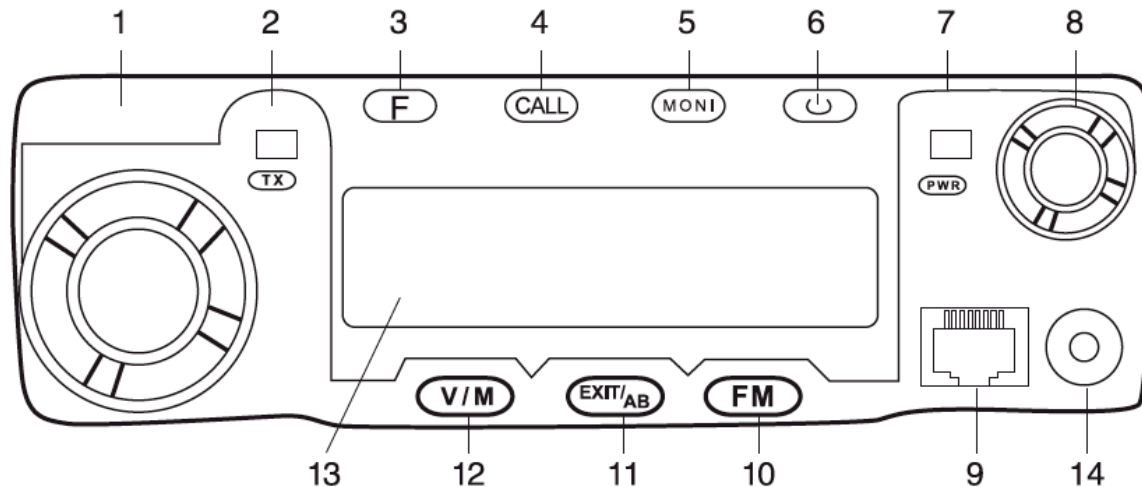 1 2 3 4 5 6 7 8
F CALL MONI
TX PWR
V/M EXIT/AB FM
13 12 11 10 9 14